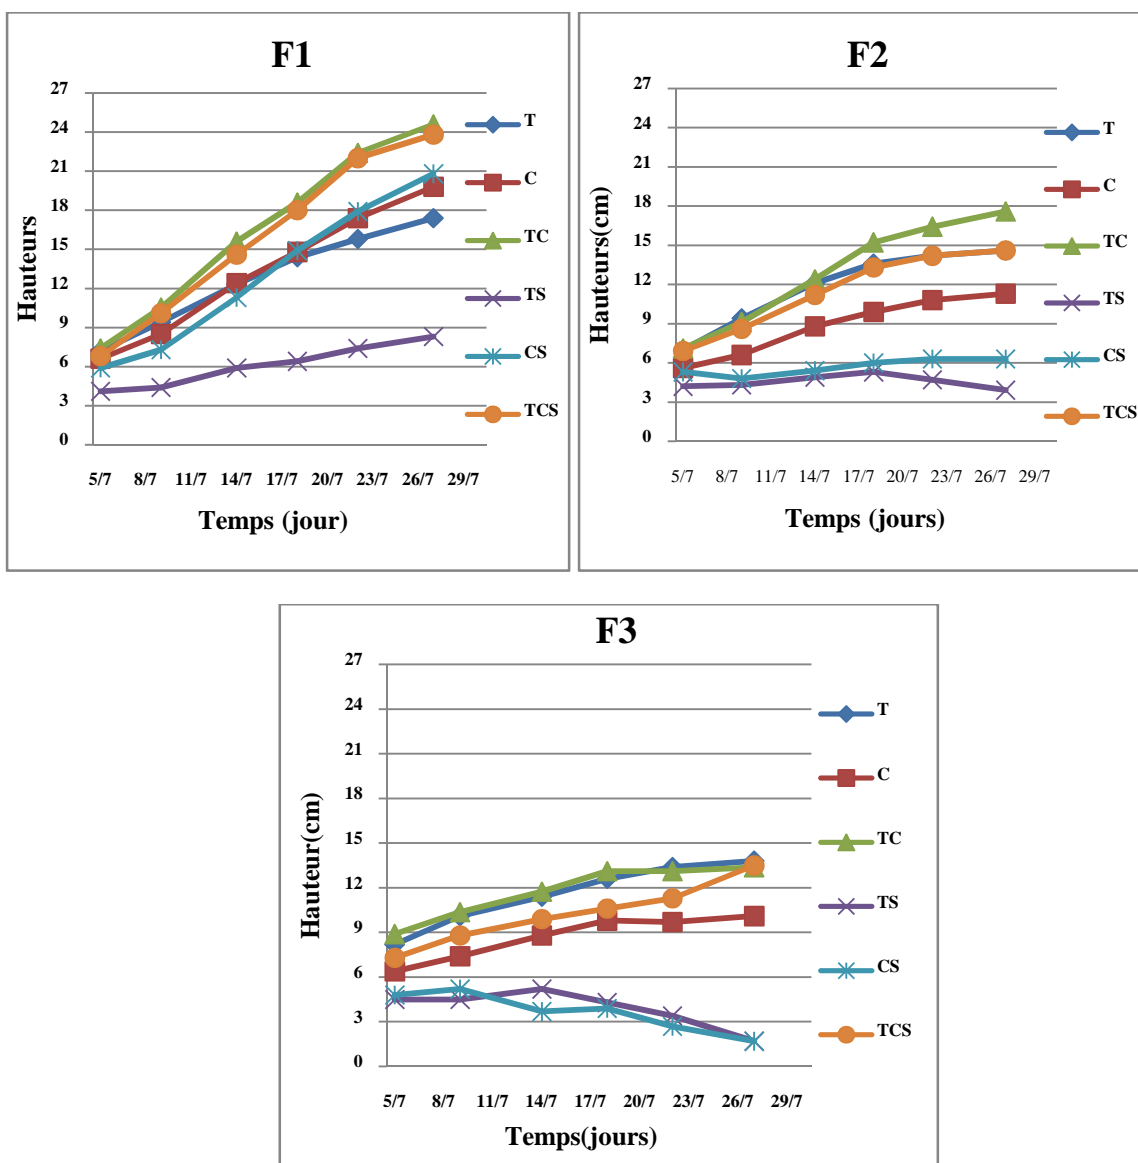 F1
27
24
21
18
15
12
9
6
3
0
Hauteurs
5/7 8/7 11/7 14/7 17/7 20/7 23/7 26/7 29/7
Temps (jour)
T
C
TC
TS
CS
TCS
F2
27
24
21
18
15
12
9
6
3
0
Hauteurs(cm)
5/7 8/7 11/7 14/7 17/7 20/7 23/7 26/7 29/7
Temps (jours)
T
C
TC
TS
CS
TCS
F3
27
24
21
18
15
12
9
6
3
0
Hauteur(cm)
5/7 8/7 11/7 14/7 17/7 20/7 23/7 26/7 29/7
Temps(jours)
T
C
TC
TS
CS
TCS